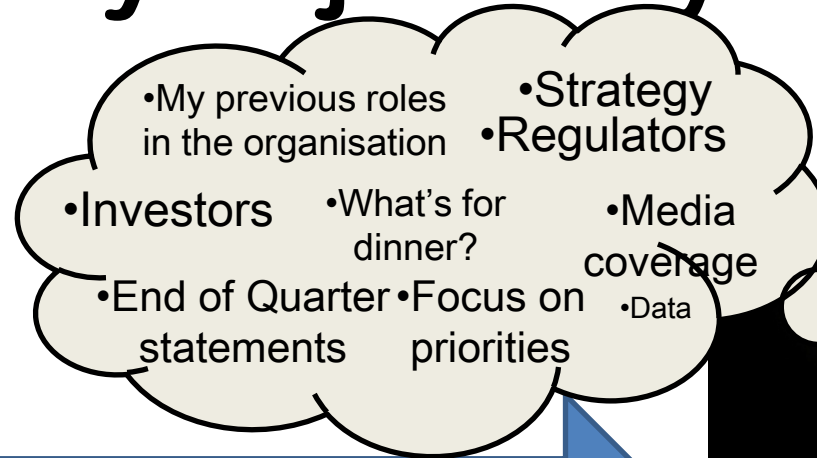 •My previous roles
in the organisation
•Strategy
•Regulators
•Investors
•What’s for
dinner?
•Media
coverage
•End of Quarter
statements
•Focus on
priorities
•Data